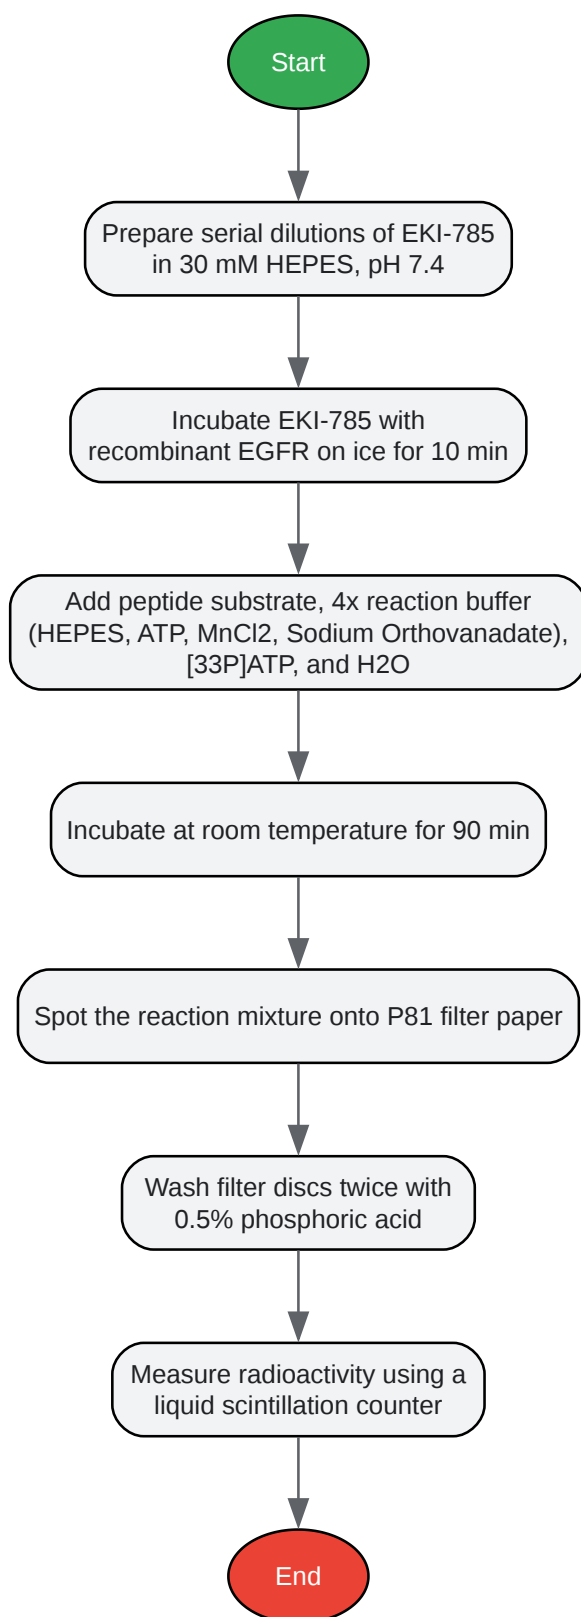 Start
Prepare serial dilutions of EKI-785
in 30 mM HEPES, pH 7.4
Incubate EKI-785 with
recombinant EGFR on ice for 10 min
Add peptide substrate, 4x reaction buffer
(HEPES, ATP, MnCl2, Sodium Orthovanadate),
[33P]ATP, and H2O
Incubate at room temperature for 90 min
Spot the reaction mixture onto P81 filter paper
Wash filter discs twice with
0.5% phosphoric acid
Measure radioactivity using a
liquid scintillation counter
End